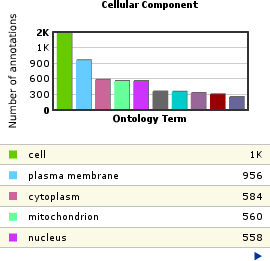 Cellular Component
Number of annotations
2K
1K
900
600
300
0
Ontology Term
cell 1K
plasma membrane 956
cytoplasm 584
mitochondrion 560
nucleus 558